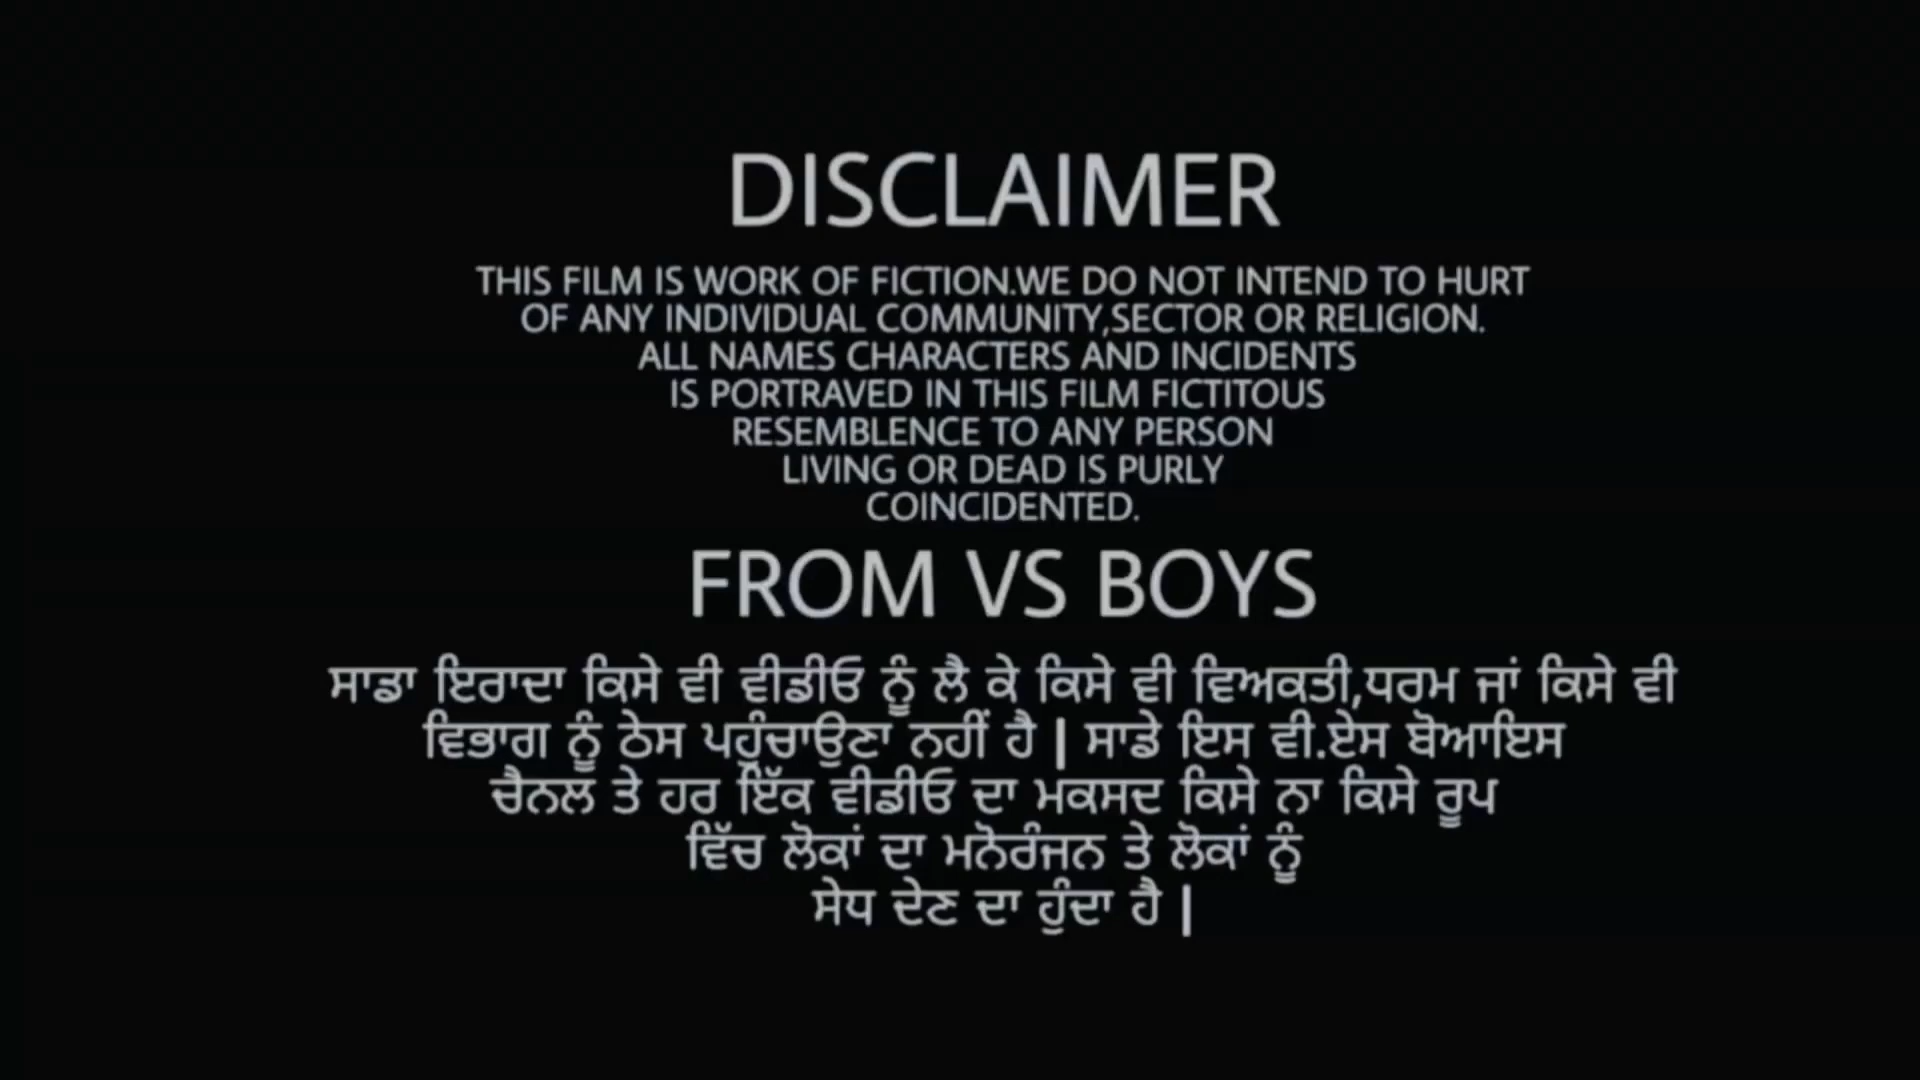 DISCLAIMER
THIS FILM IS WORK OF FICTION.WE DO NOT INTEND TO HURT
OF ANY INDIVIDUAL COMMUNITY,SECTOR OR RELIGION.
ALL NAMES CHARACTERS AND INCIDENTS
IS PORTRAVED IN THIS FILM FICTITOUS
RESEMBLENCE TO ANY PERSON
LIVING OR DEAD IS PURLY
COINCIDENTED.
FROM VS BOYS
ਸਾਡਾ ਇਰਾਦਾ ਕਿਸੇ ਵੀ ਵੀਡੀਓ ਨੂੰ ਲੈ ਕੇ ਕਿਸੇ ਵੀ ਵਿਅਕਤੀ,ਧਰਮ ਜਾਂ ਕਿਸੇ ਵੀ
ਵਿਭਾਗ ਨੂੰ ਠੇਸ ਪਹੁੰਚਾਉਣਾ ਨਹੀਂ ਹੈ | ਸਾਡੇ ਇਸ ਵੀ.ਏਸ ਬੋਆਇਸ
ਚੈਨਲ ਤੇ ਹਰ ਇੱਕ ਵੀਡੀਓ ਦਾ ਮਕਸਦ ਕਿਸੇ ਨਾ ਕਿਸੇ ਰੂਪ
ਵਿੱਚ ਲੋਕਾਂ ਦਾ ਮਨੋਰੰਜਨ ਤੇ ਲੋਕਾਂ ਨੂੰ
ਸੇਧ ਦੇਣ ਦਾ ਹੁੰਦਾ ਹੈ |